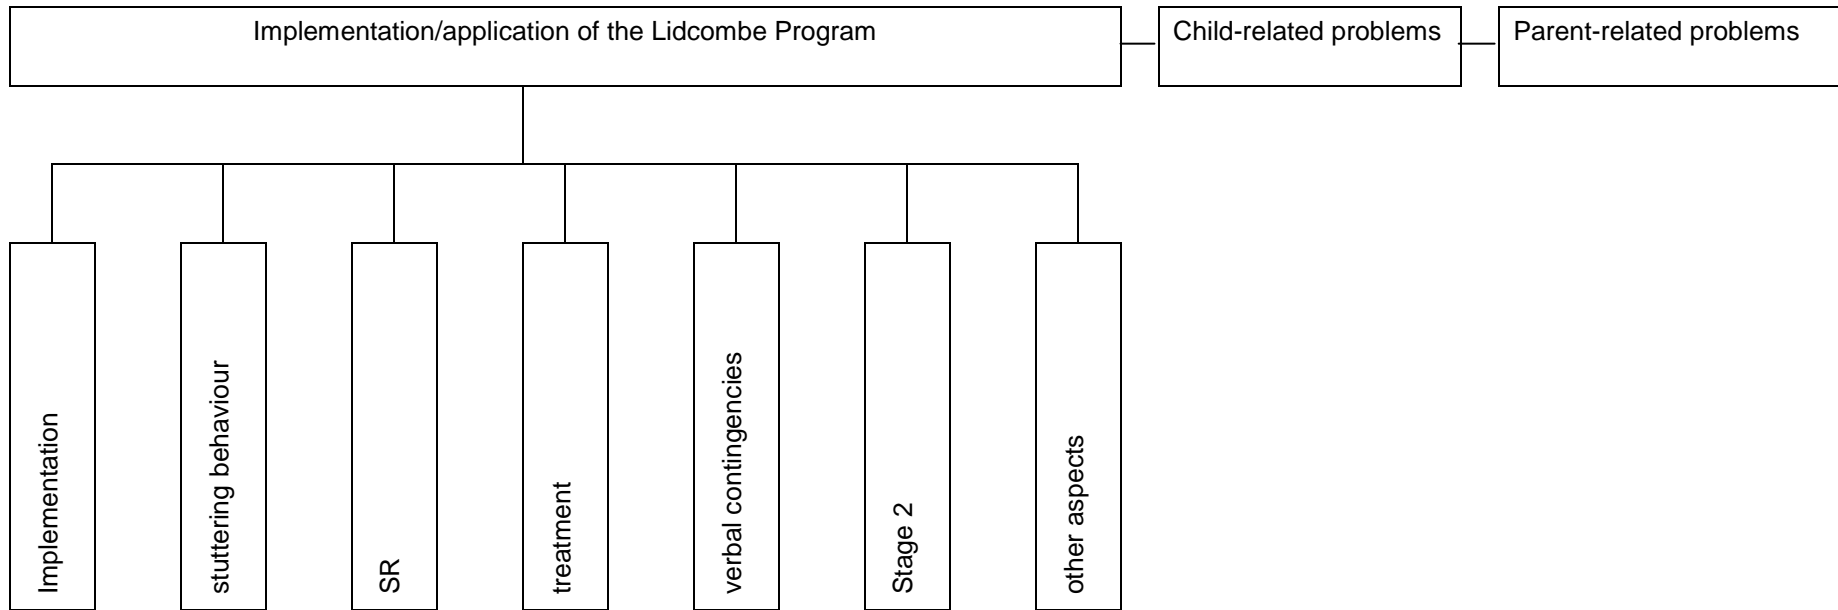 Implementation/application of the Lidcombe Program
Child-related problems
Parent-related problems
Implementation
stuttering behaviour
SR
treatment
verbal contingencies
Stage 2
other aspects